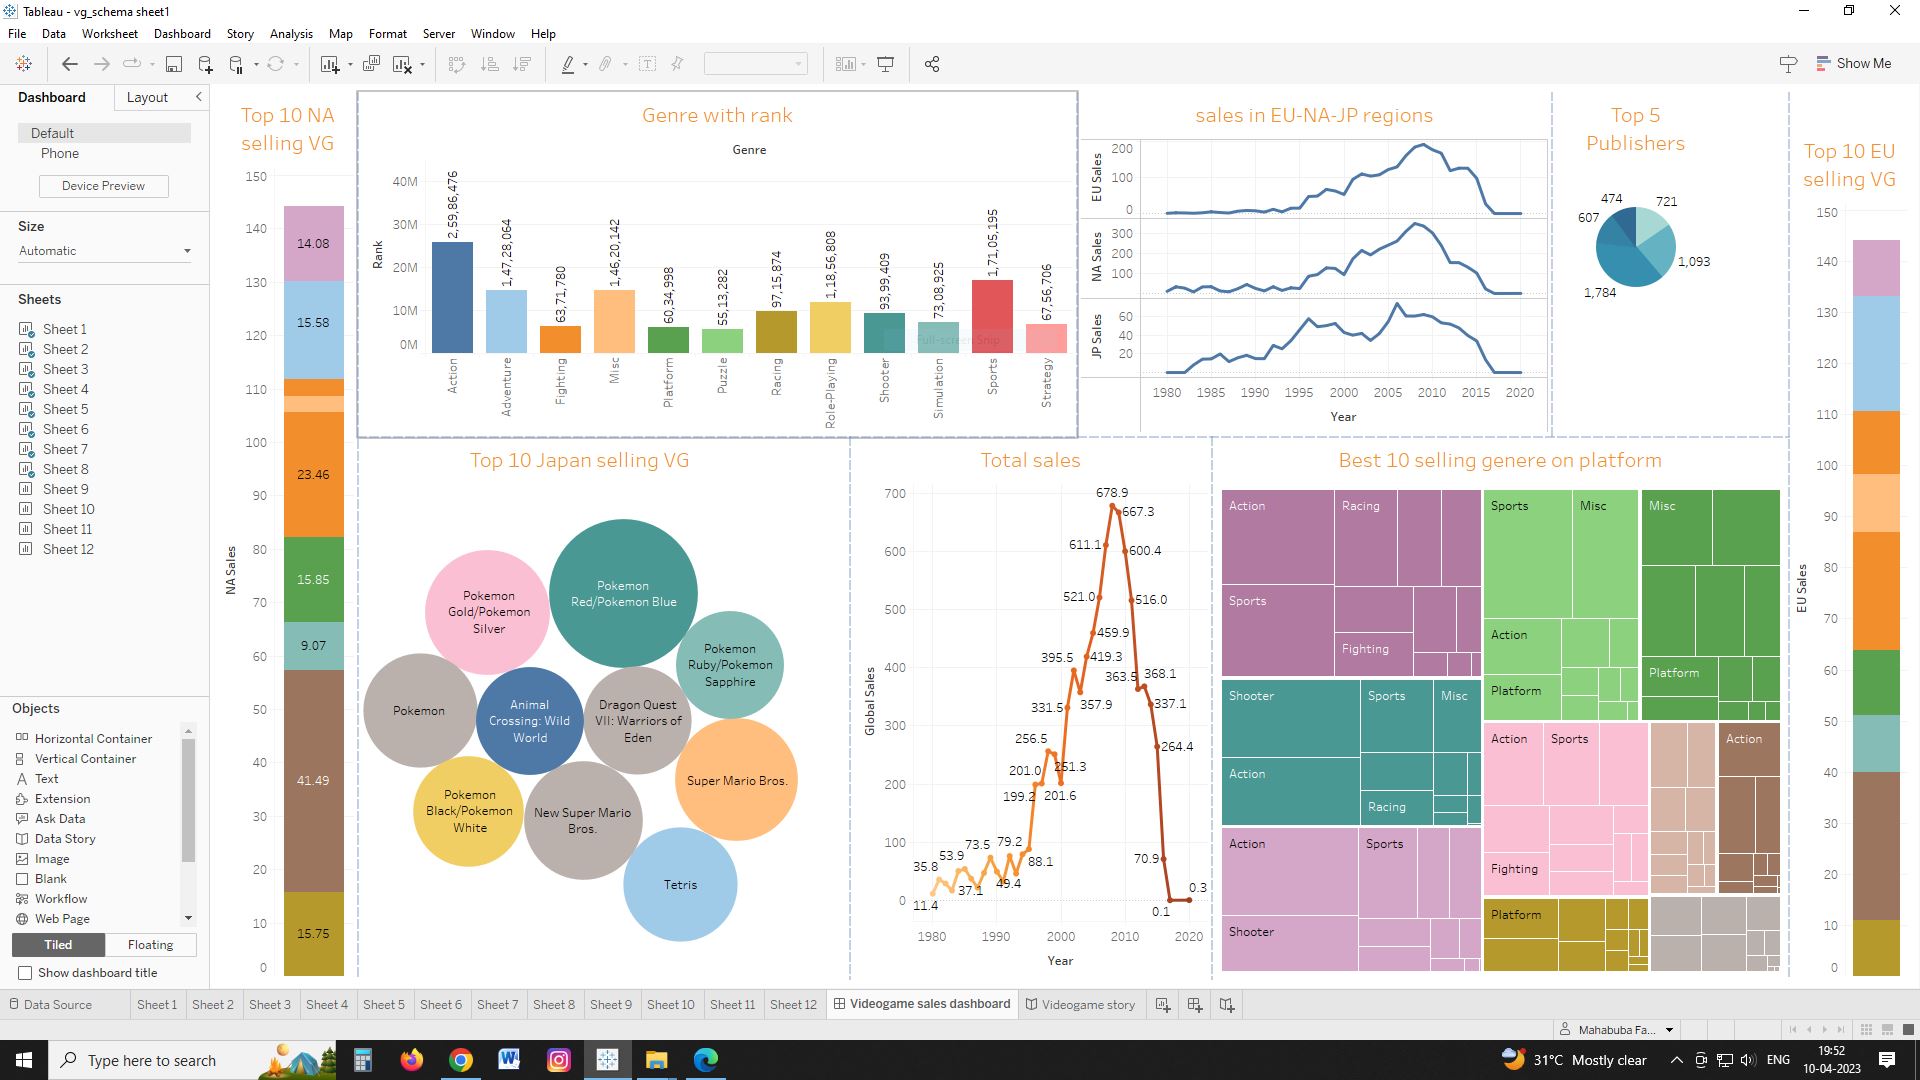 Tableau - vg_schema sheet1
File Data Worksheet Dashboard Story Analysis Map Format Server Window Help
Show Me
Dashboard Layout
Default
Phone
Device Preview
Size
Automatic
Sheets
Sheet 1
Sheet 2
Sheet 3
Sheet 4
Sheet 5
Sheet 6
Sheet 7
Sheet 8
Sheet 9
Sheet 10
Sheet 11
Sheet 12
Objects
Horizontal Container
Vertical Container
Text
Extension
Ask Data
Data Story
Image
Blank
Workflow
Web Page
Tiled Floating
Show dashboard title
Top 10 NA
selling VG
NA Sales
150
140
130
120
110
100
90
80
70
60
50
40
30
20
10
0
14.08
15.58
23.46
15.85
9.07
41.49
15.75
Genre with rank
Genre
Rank
40M
30M
20M
10M
0M
2,59,86,476
1,47,28,064
63,71,780
1,46,20,142
60,34,998
55,13,282
97,15,874
1,18,56,808
93,99,409
73,08,925
1,71,05,195
67,56,706
Full-screen Snip
Action
Adventure
Fighting
Misc
Platform
Puzzle
Racing
Role-Playing
Shooter
Simulation
Sports
Strategy
sales in EU-NA-JP regions
EU Sales
200
100
0
NA Sales
300
200
100
JP Sales
60
40
20
1980 1985 1990 1995 2000 2005 2010 2015 2020
Year
Top 5
Publishers
474
721
607
1,093
1,784
Top 10 EU
selling VG
EU Sales
150
140
130
120
110
100
90
80
70
60
50
40
30
20
10
0
Top 10 Japan selling VG
Pokemon
Red/Pokemon Blue
Pokemon
Gold/Pokemon
Silver
Pokemon
Ruby/Pokemon
Sapphire
Pokemon
Animal
Crossing: Wild
World
Dragon Quest
VII: Warriors of
Eden
Super Mario Bros.
Pokemon
Black/Pokemon
White
New Super Mario
Bros.
Tetris
Total sales
Global Sales
700
600
500
400
300
200
100
0
678.9
667.3
611.1
600.4
521.0
516.0
459.9
395.5
419.3
363.5
368.1
331.5
357.9
337.1
256.5
264.4
201.0
251.3
199.2
201.6
73.5
79.2
53.9
88.1
70.9
35.8
37.1
49.4
11.4
0.1
0.3
1980 1990 2000 2010 2020
Year
Best 10 selling genere on platform
Action
Racing
Sports
Fighting
Shooter
Sports
Misc
Action
Racing
Action
Sports
Shooter
Sports
Misc
Action
Platform
Misc
Platform
Action
Sports
Fighting
Action
Platform
Data Source Sheet 1 Sheet 2 Sheet 3 Sheet 4 Sheet 5 Sheet 6 Sheet 7 Sheet 8 Sheet 9 Sheet 10 Sheet 11 Sheet 12 Videogame sales dashboard Videogame story
Mahabuba Fa...
Type here to search
31°C Mostly clear
ENG
19:52
10-04-2023